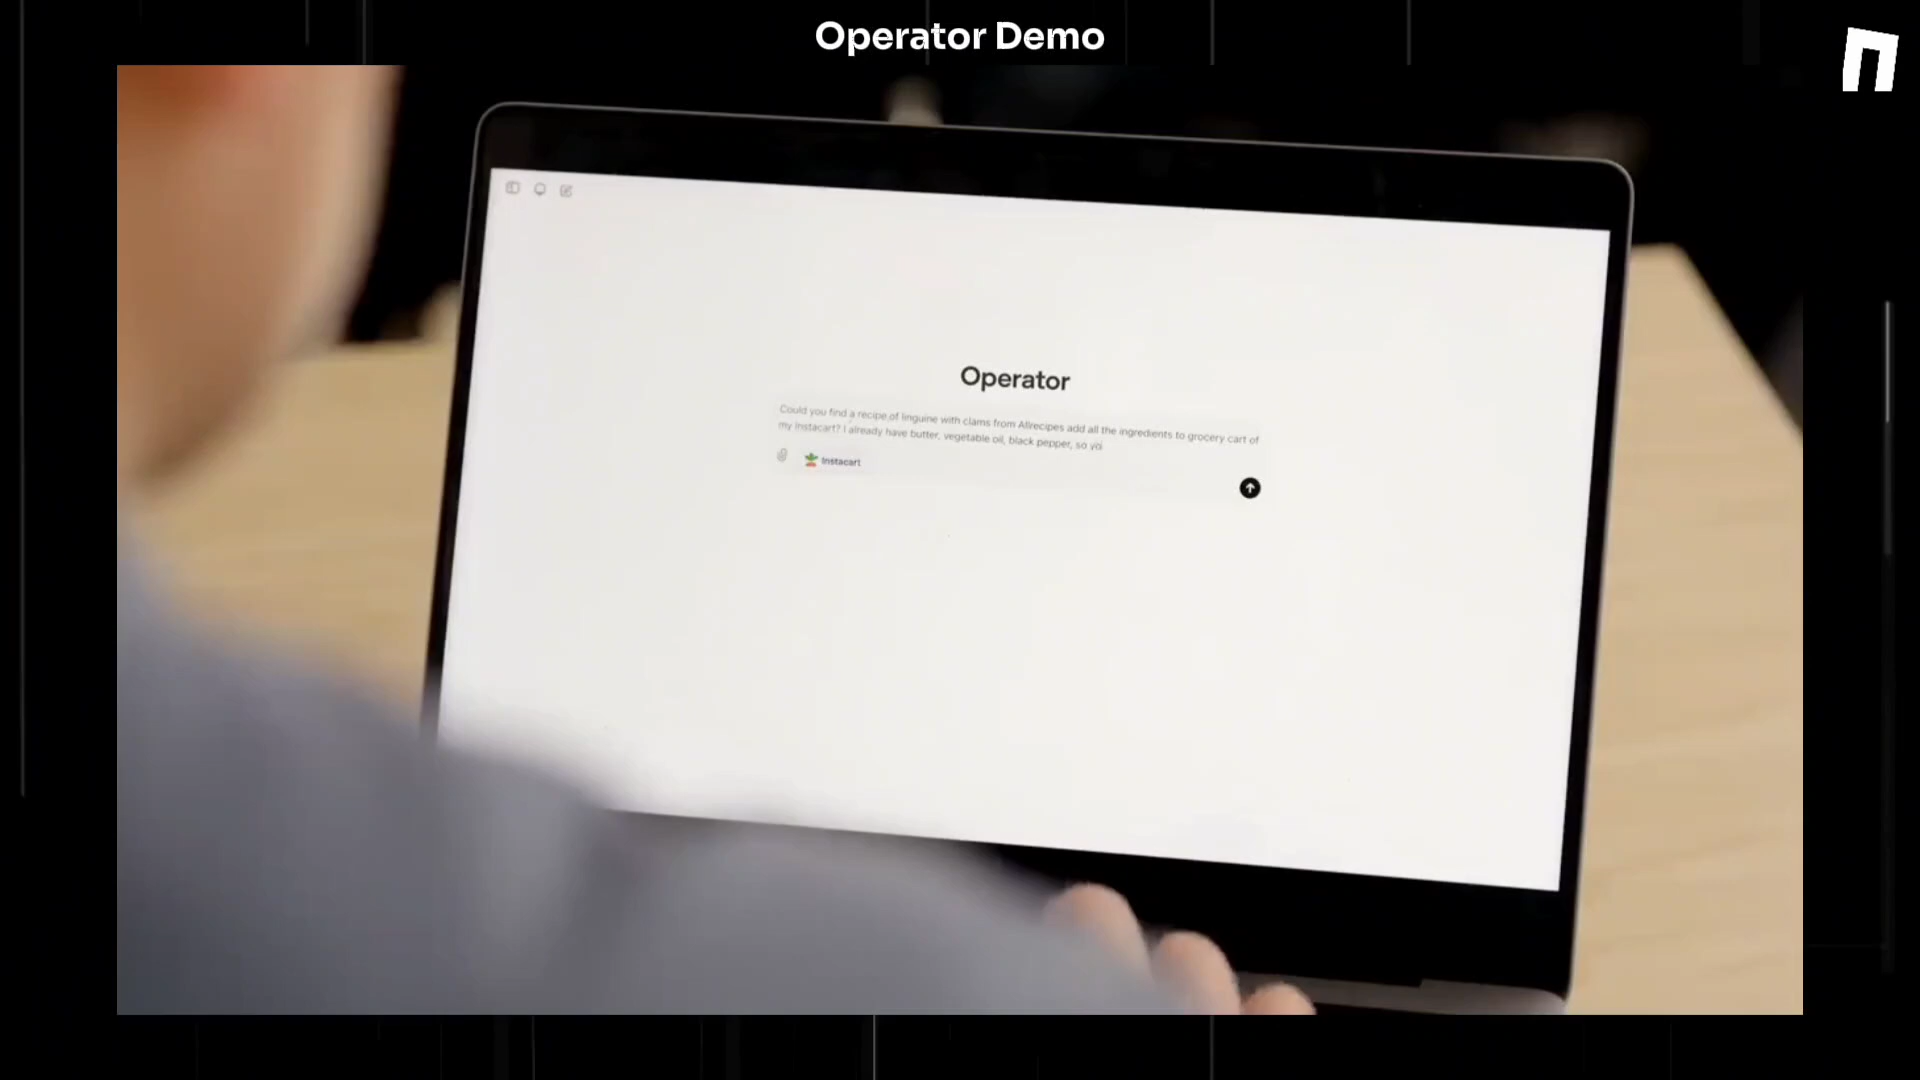 Operator Demo
Operator
Could you find a recipe of linguine with clams from Allrecipes add all the ingredients to grocery cart of
my Instacart? I already have butter, vegetable oil, black pepper, so yo
Instacart